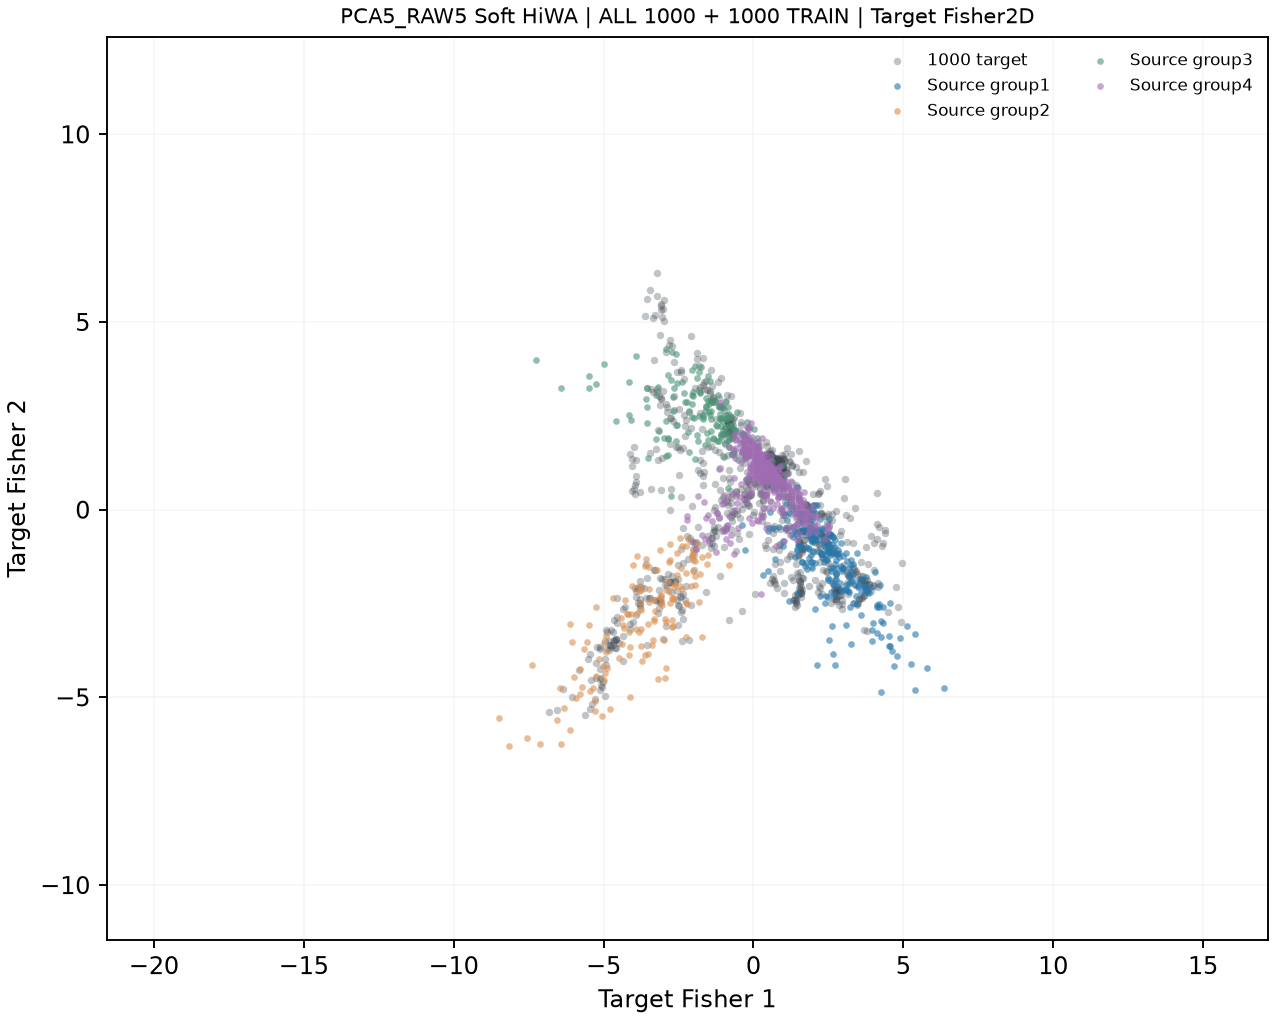 PCA5_RAW5 Soft HiWA | ALL 1000 + 1000 TRAIN | Target Fisher2D
1000 target
Source group1
Source group2
Source group3
Source group4
10
5
0
−5
−10
Target Fisher 2
−20
−15
−10
−5
0
5
10
15
Target Fisher 1